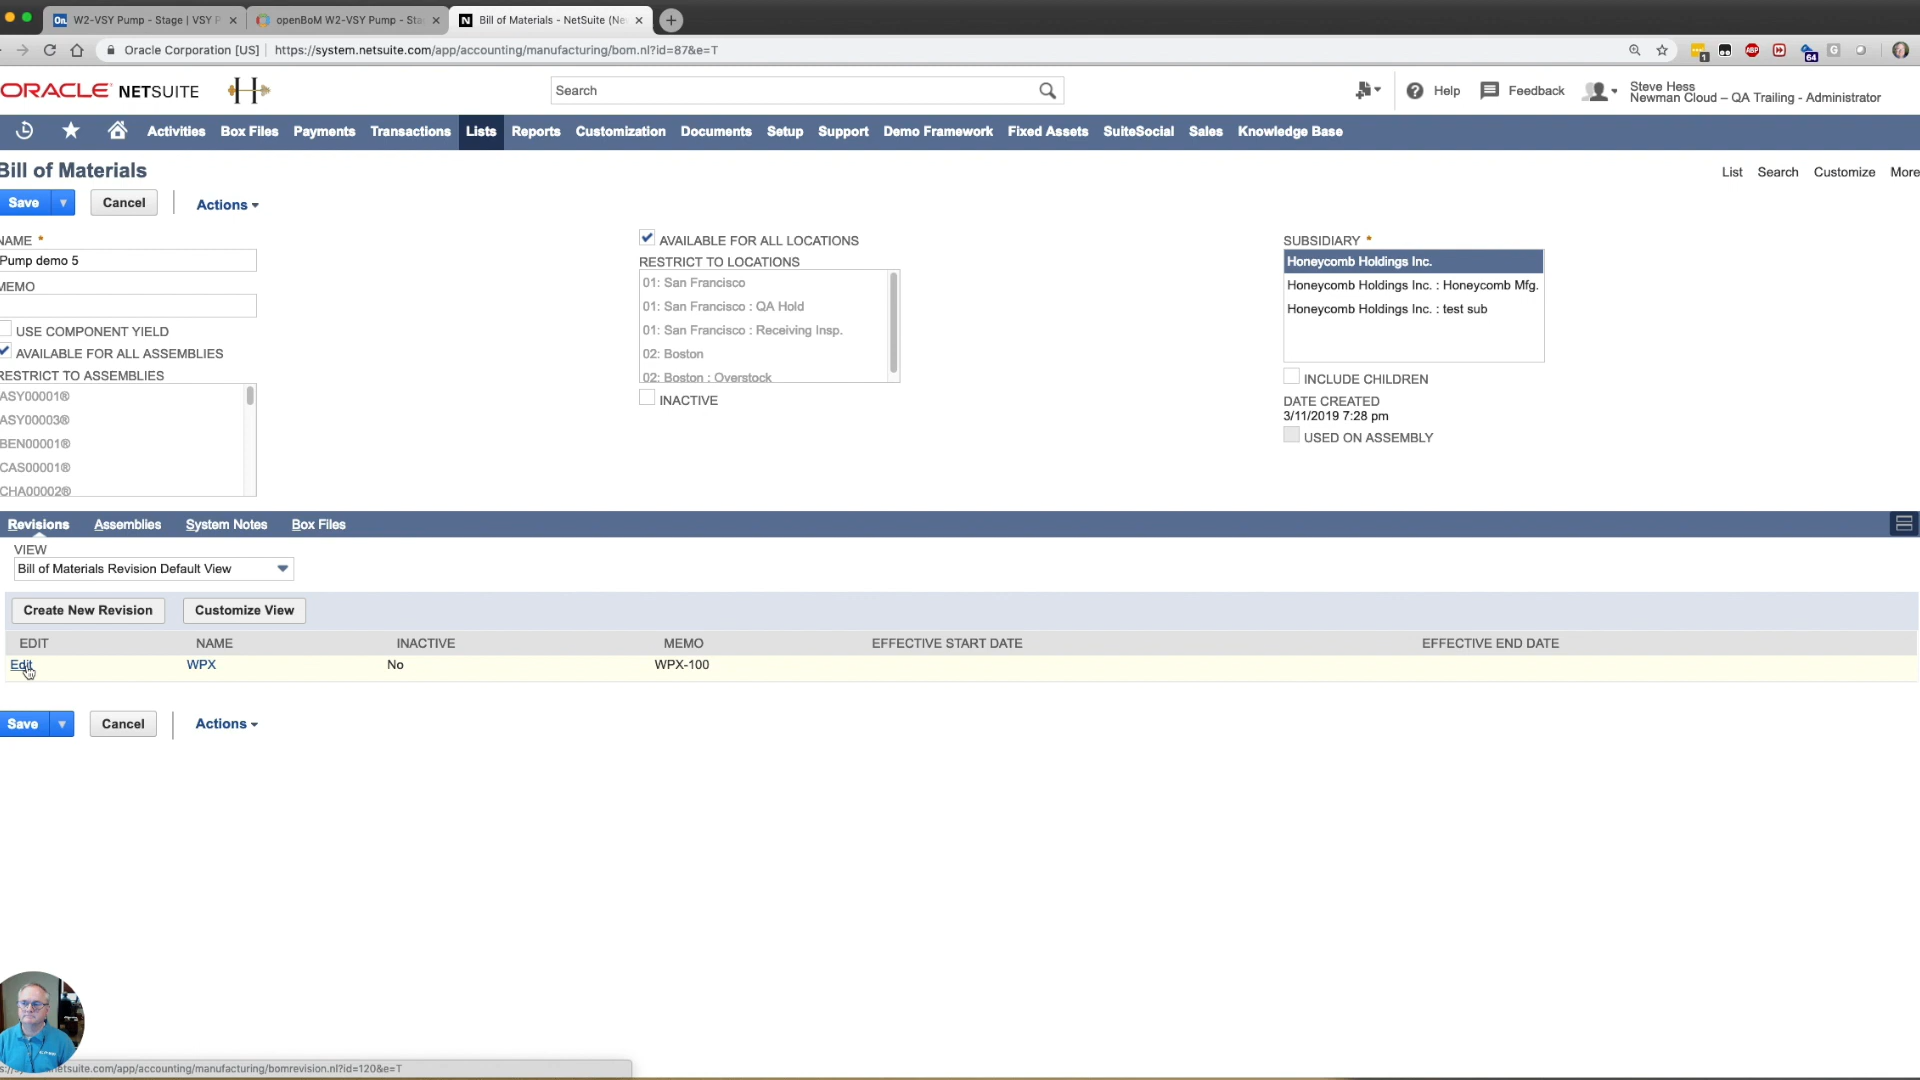 On. W2-VSY Pump - Stage | VSY P ×
openBoM W2-VSY Pump - Sta ×
N Bill of Materials - NetSuite (Ne ×
Oracle Corporation [US] | https://system.netsuite.com/app/accounting/manufacturing/bom.nl?id=87&e=T
1 ABP 64 G
ORACLE NETSUITE H
Search
Help
Feedback
Steve Hess
Newman Cloud – QA Trailing - Administrator
Activities Box Files Payments Transactions Lists Reports Customization Documents Setup Support Demo Framework Fixed Assets SuiteSocial Sales Knowledge Base
Bill of Materials
List Search Customize More
Save Cancel Actions
NAME *
Pump demo 5
MEMO
USE COMPONENT YIELD
AVAILABLE FOR ALL ASSEMBLIES
RESTRICT TO ASSEMBLIES
ASY00001®
ASY00003®
BEN00001®
CAS00001®
CHA00002®
AVAILABLE FOR ALL LOCATIONS
RESTRICT TO LOCATIONS
01: San Francisco
01: San Francisco : QA Hold
01: San Francisco : Receiving Insp.
02: Boston
02: Boston : Overstock
INACTIVE
SUBSIDIARY *
Honeycomb Holdings Inc.
Honeycomb Holdings Inc. : Honeycomb Mfg.
Honeycomb Holdings Inc. : test sub
INCLUDE CHILDREN
DATE CREATED
3/11/2019 7:28 pm
USED ON ASSEMBLY
Revisions Assemblies System Notes Box Files
VIEW
Bill of Materials Revision Default View
Create New Revision Customize View
EDIT NAME INACTIVE MEMO EFFECTIVE START DATE EFFECTIVE END DATE
Edit WPX No WPX-100
Save Cancel Actions
netsuite.com/app/accounting/manufacturing/bomrevision.nl?id=120&e=T